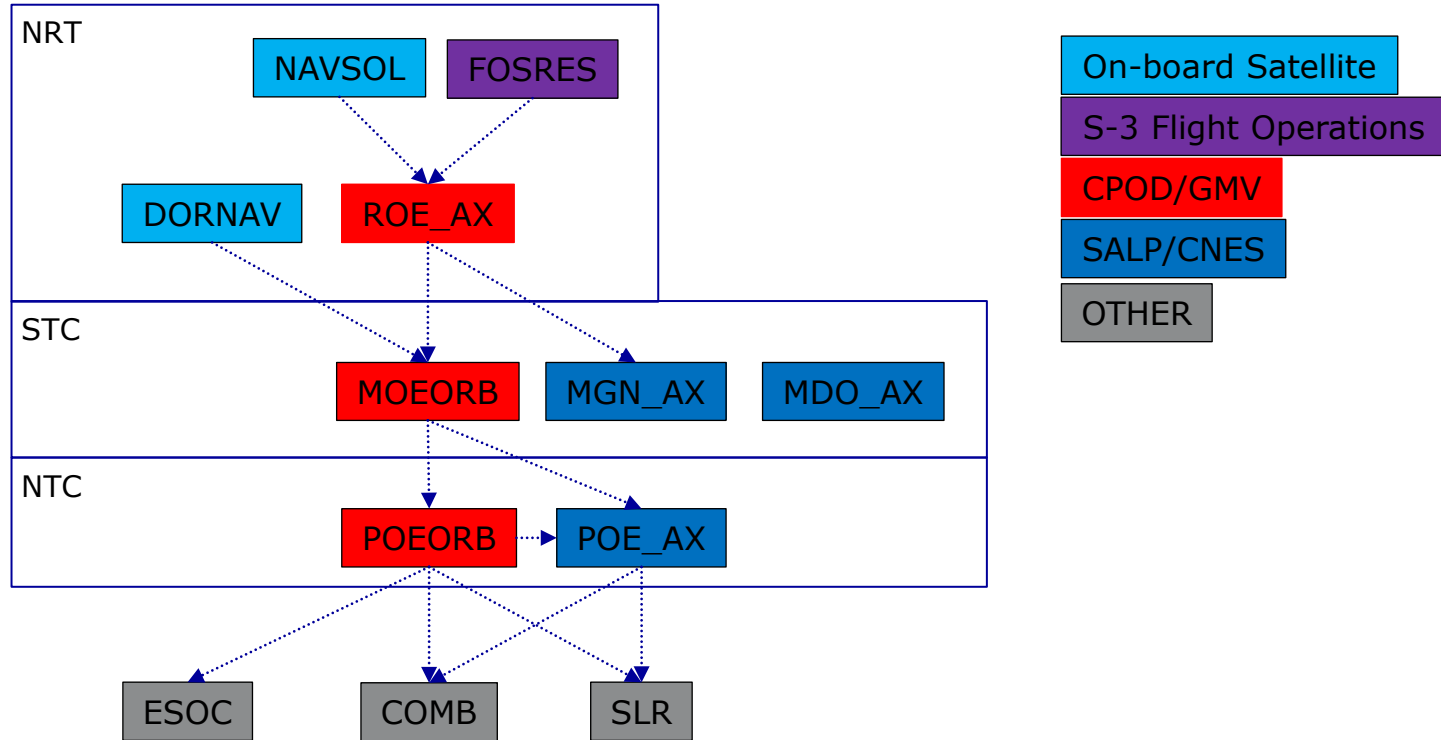 NRT
NAVSOL
FOSRES
DORNAV
ROE_AX
STC
MOEORB
MGN_AX
MDO_AX
NTC
POEORB
POE_AX
ESOC
COMB
SLR
On-board Satellite
S-3 Flight Operations
CPOD/GMV
SALP/CNES
OTHER